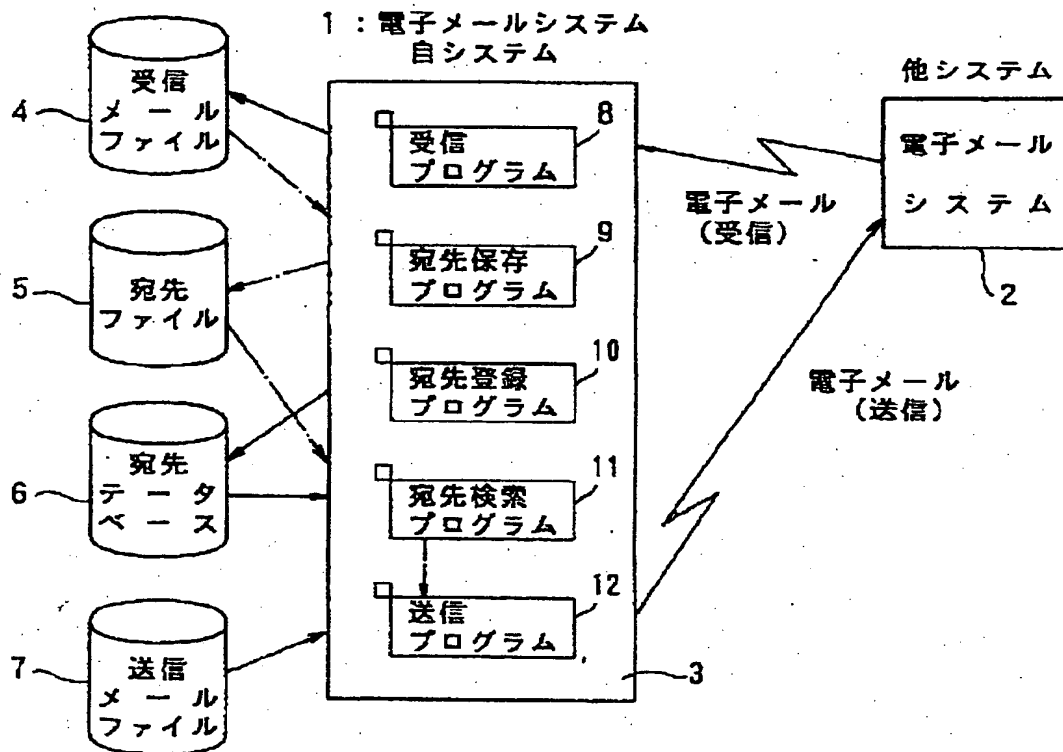 1：電子メールシステム
自システム
4
受信
メール
ファイル
5
宛先
ファイル
6
宛先
テータ
ベース
7
送信
メール
ファイル
受信
プログラム
8
宛先保存
プログラム
9
宛先登録
プログラム
10
宛先検索
プログラム
11
送信
プログラム
12
3
他システム
電子メール
システム
2
電子メール
（受信）
電子メール
（送信）